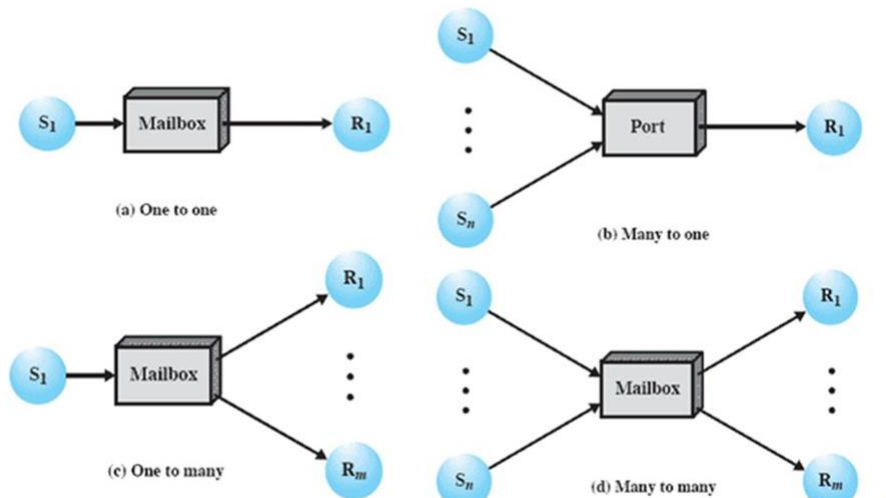 S1
Mailbox
R1
(a) One to one
S1
Port
R1
Sn
(b) Many to one
S1
Mailbox
R1
Rm
(c) One to many
S1
Sn
Mailbox
R1
Rm
(d) Many to many